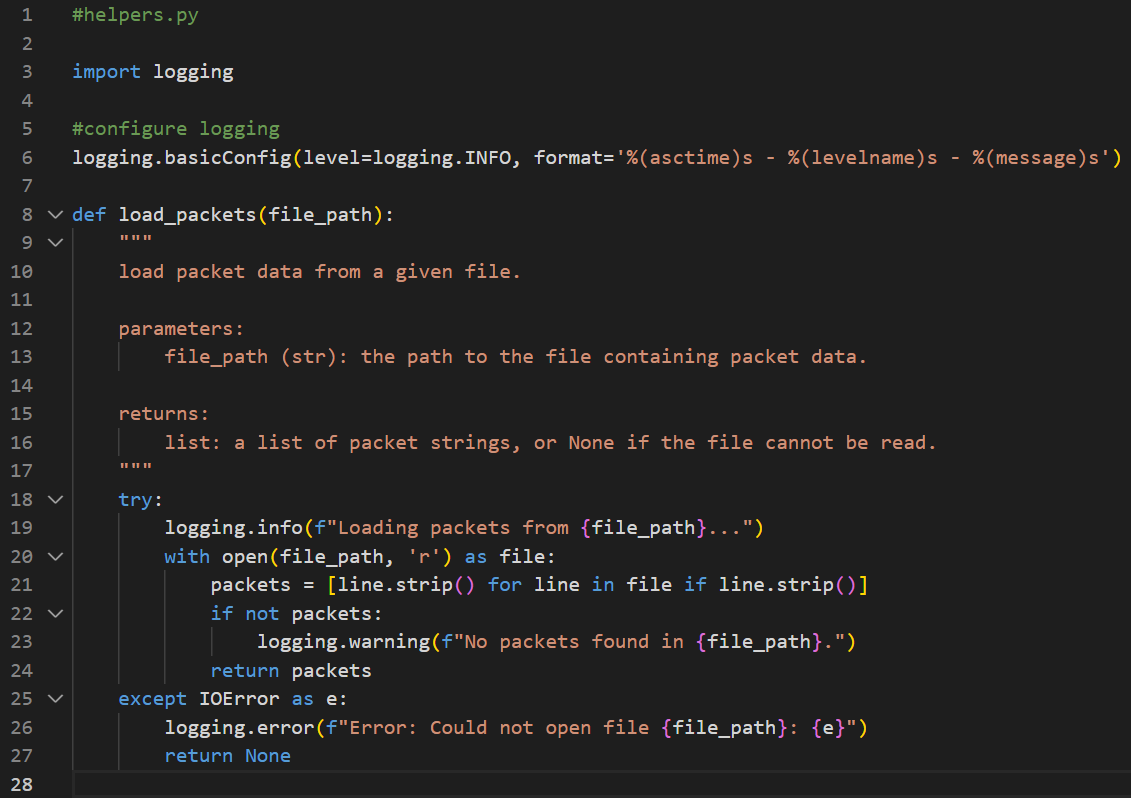 1 #helpers.py
2
3 import logging
4
5 #configure logging
6 logging.basicConfig(level=logging.INFO, format='%(asctime)s - %(levelname)s - %(message)s')
7
8 def load_packets(file_path):
9     """
10     load packet data from a given file.
11
12     parameters:
13         file_path (str): the path to the file containing packet data.
14
15     returns:
16         list: a list of packet strings, or None if the file cannot be read.
17     """
18     try:
19         logging.info(f"Loading packets from {file_path}...")
20         with open(file_path, 'r') as file:
21             packets = [line.strip() for line in file if line.strip()]
22             if not packets:
23                 logging.warning(f"No packets found in {file_path}.")
24             return packets
25     except IOError as e:
26         logging.error(f"Error: Could not open file {file_path}: {e}")
27         return None
28